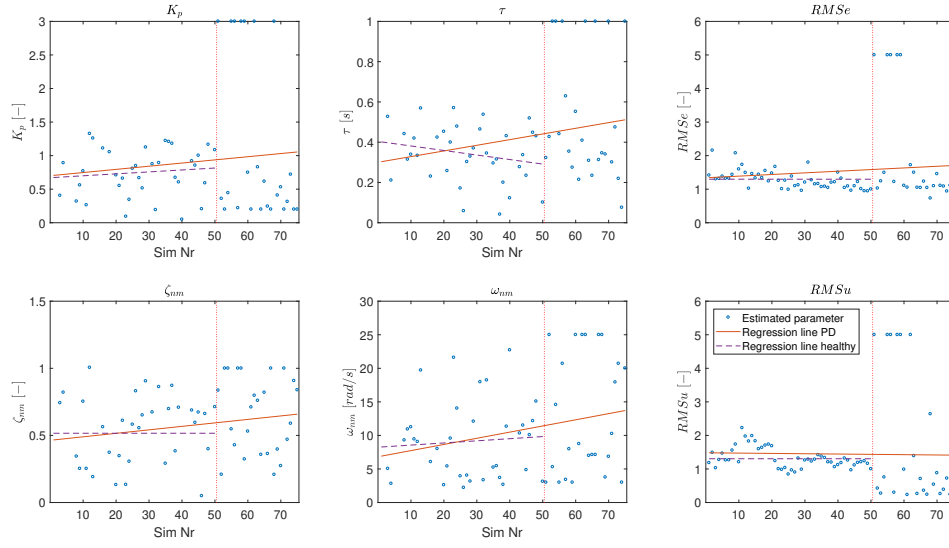 K_p
τ
RMSe
3
2.5
2
1.5
1
0.5
0
K_p [−]
10 20 30 40 50 60 70
Sim Nr
1
0.8
0.6
0.4
0.2
0
τ [s]
10 20 30 40 50 60 70
Sim Nr
6
5
4
3
2
1
0
RMSe [−]
10 20 30 40 50 60 70
ζ_nm
ω_nm
RMSu
1.5
1
0.5
0
ζ_nm [−]
10 20 30 40 50 60 70
Sim Nr
30
25
20
15
10
5
0
ω_nm [rad/s]
10 20 30 40 50 60 70
Sim Nr
6
5
4
3
2
1
0
RMSu [−]
10 20 30 40 50 60 70
Estimated parameter
Regression line PD
Regression line healthy